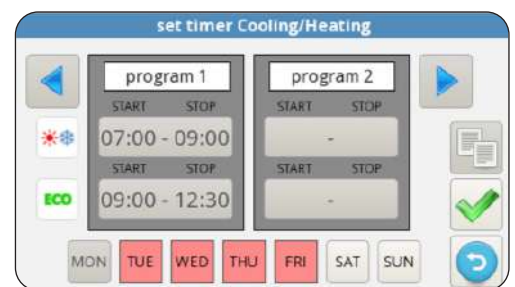 set timer Cooling/Heating
program 1 program 2
START STOP START STOP
07:00 - 09:00 -
START STOP START STOP
ECO 09:00 - 12:30 -
MON TUE WED THU FRI SAT SUN